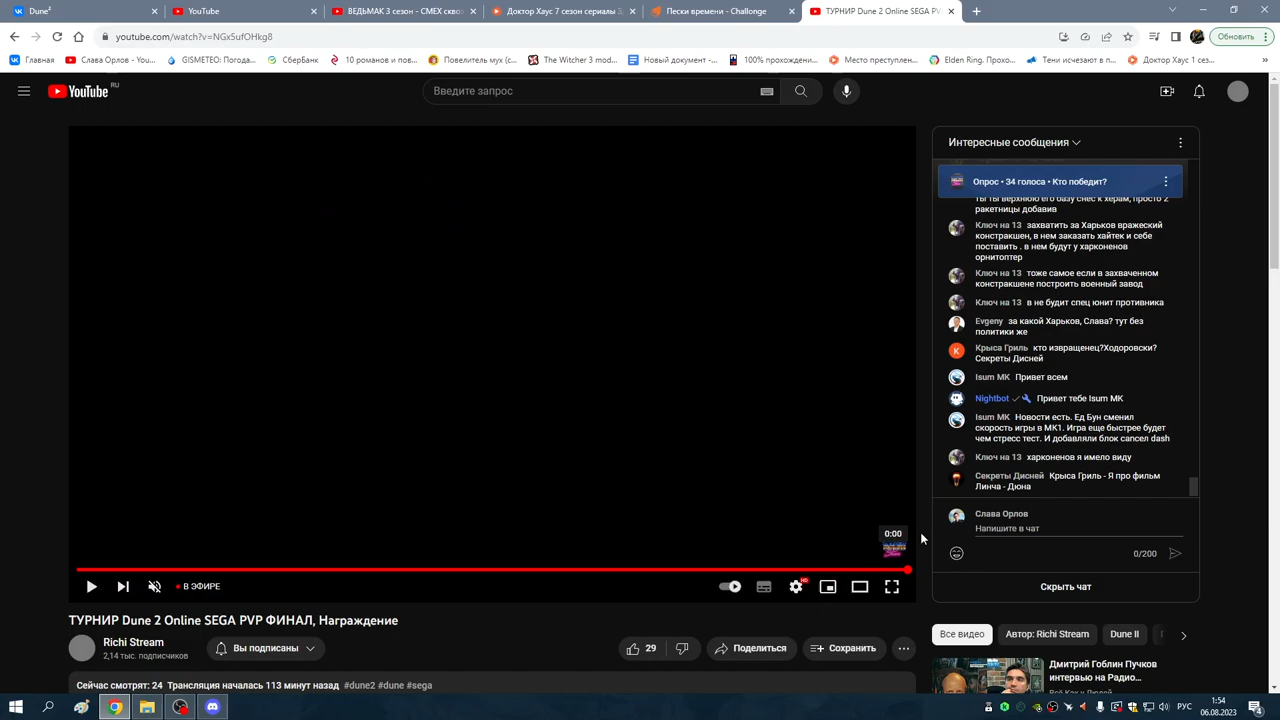 Dune²
YouTube
ВЕДЬМАК 3 сезон - СМЕХ сквоз
Доктор Хаус 7 сезон сериалы
Пески времени - Challonge
ТУРНИР Dune 2 Online SEGA PVP
youtube.com/watch?v=NGx5ufOHkg8
Обновить
Главная
Слава Орлов - You...
GISMETEO: Погода...
СберБанк
10 романов и пов...
Повелитель мух (с...
The Witcher 3 mod...
Новый документ -...
100% прохождени...
Место преступлен...
Elden Ring. Прохо...
Тени исчезают в п...
Доктор Хаус 1 сез...
»
YouTube RU
Введите запрос
Интересные сообщения
Опрос • 34 голоса • Кто победит?
ты ты верхнюю его базу снес к херам, просто 2
ракетницы добавив
Ключ на 13 захватить за Харьков вражеский
констракшен, в нем заказать хайтек и себе
поставить . в нем будут у харконенов
орнитоптер
Ключ на 13 тоже самое если в захваченном
констракшене построить военный завод
Ключ на 13 в не будит спец юнит противника
Evgeny за какой Харьков, Слава? тут без
политики же
K
Крыса Гриль кто извращенец?Ходоровски?
Секреты Дисней
Isum MK Привет всем
Nightbot Привет тебе Isum MK
Isum MK Новости есть. Ед Бун сменил
скорость игры в МК1. Игра еще быстрее будет
чем стресс тест. И добавляли блок cancel dash
Ключ на 13 харконенов я имело виду
Секреты Дисней Крыса Гриль - Я про фильм
Линча - Дюна
Слава Орлов
Напишите в чат
0/200
Скрыть чат
0:00
В ЭФИРЕ
HD
ТУРНИР Dune 2 Online SEGA PVP ФИНАЛ, Награждение
Richi Stream
2,14 тыс. подписчиков
Вы подписаны
29
Поделиться
Сохранить
Сейчас смотрят: 24 Трансляция началась 113 минут назад #dune2 #dune #sega
Все видео
Автор: Richi Stream
Dune II
Дмитрий Гоблин Пучков
интервью на Радио...
Всё Как у Людей
РУС
1:54
06.08.2023
4